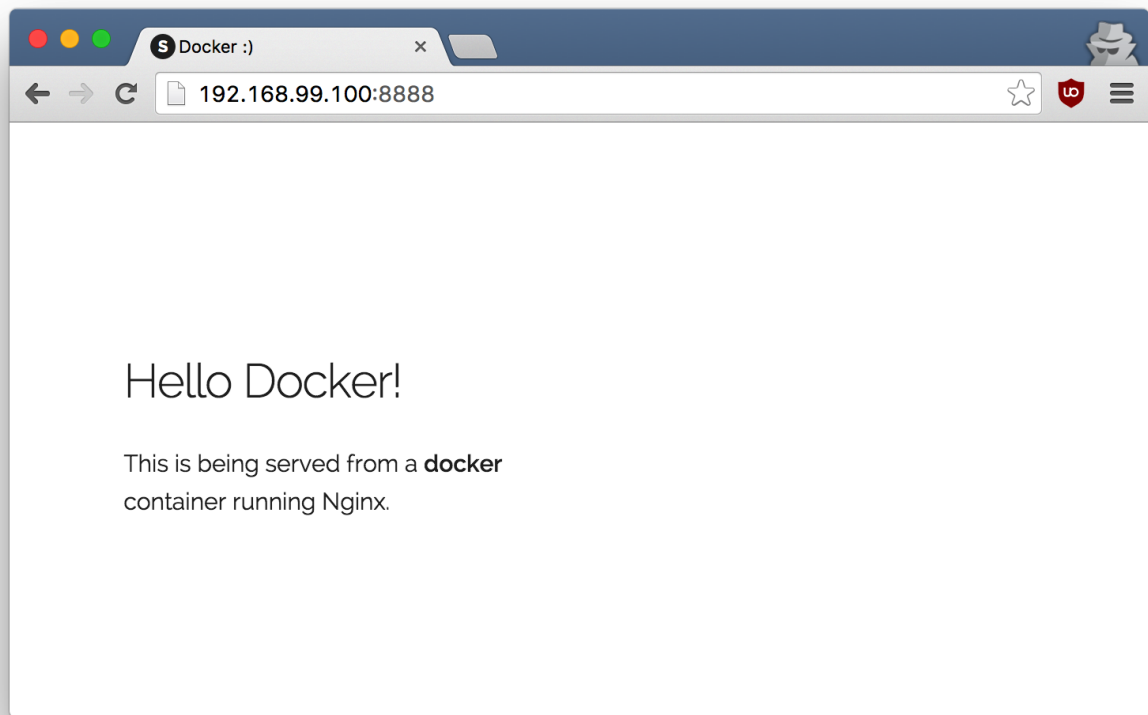 S Docker :)
192.168.99.100:8888
Hello Docker!
This is being served from a docker
container running Nginx.